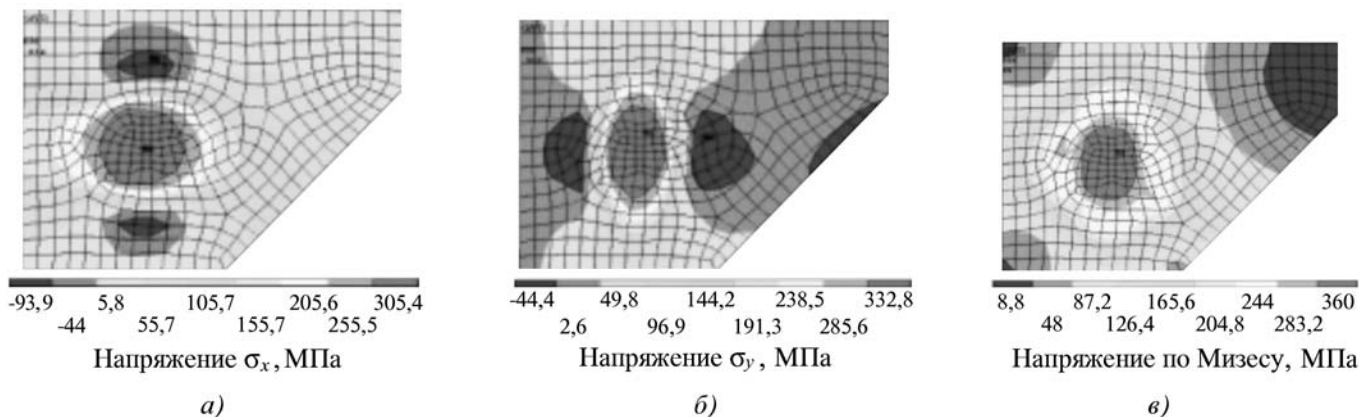 -93,9 5,8 105,7 205,6 305,4
-44 55,7 155,7 255,5
Напряжение σx, МПа
а)
-44,4 49,8 144,2 238,5 332,8
2,6 96,9 191,3 285,6
Напряжение σy, МПа
б)
8,8 87,2 165,6 244 360
48 126,4 204,8 283,2
Напряжение по Мизесу, МПа
в)